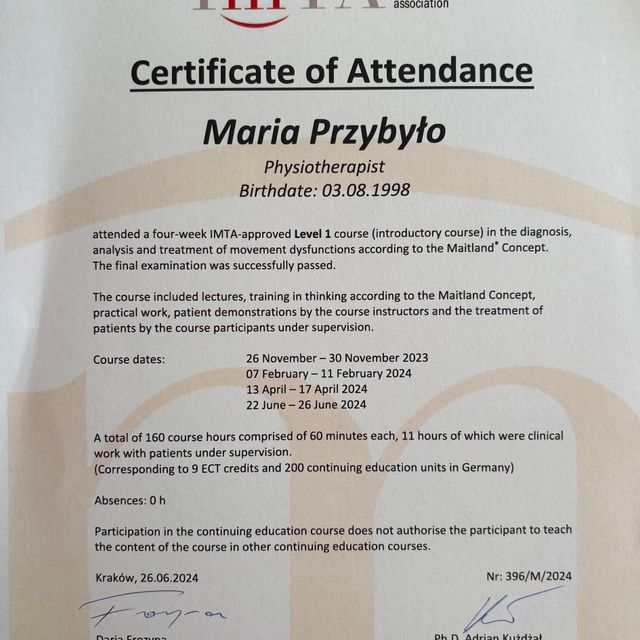 association
Certificate of Attendance
Maria Przybyło
Physiotherapist
Birthdate: 03.08.1998
attended a four-week IMTA-approved Level 1 course (introductory course) in the diagnosis,
analysis and treatment of movement dysfunctions according to the Maitland® Concept.
The final examination was successfully passed.
The course included lectures, training in thinking according to the Maitland Concept,
practical work, patient demonstrations by the course instructors and the treatment of
patients by the course participants under supervision.
Course dates: 26 November – 30 November 2023
07 February – 11 February 2024
13 April – 17 April 2024
22 June – 26 June 2024
A total of 160 course hours comprised of 60 minutes each, 11 hours of which were clinical
work with patients under supervision.
(Corresponding to 9 ECT credits and 200 continuing education units in Germany)
Absences: 0 h
Participation in the continuing education course does not authorise the participant to teach
the content of the course in other continuing education courses.
Kraków, 26.06.2024 Nr: 396/M/2024
Daria Frozyna Ph.D. Adrian Kużdżał